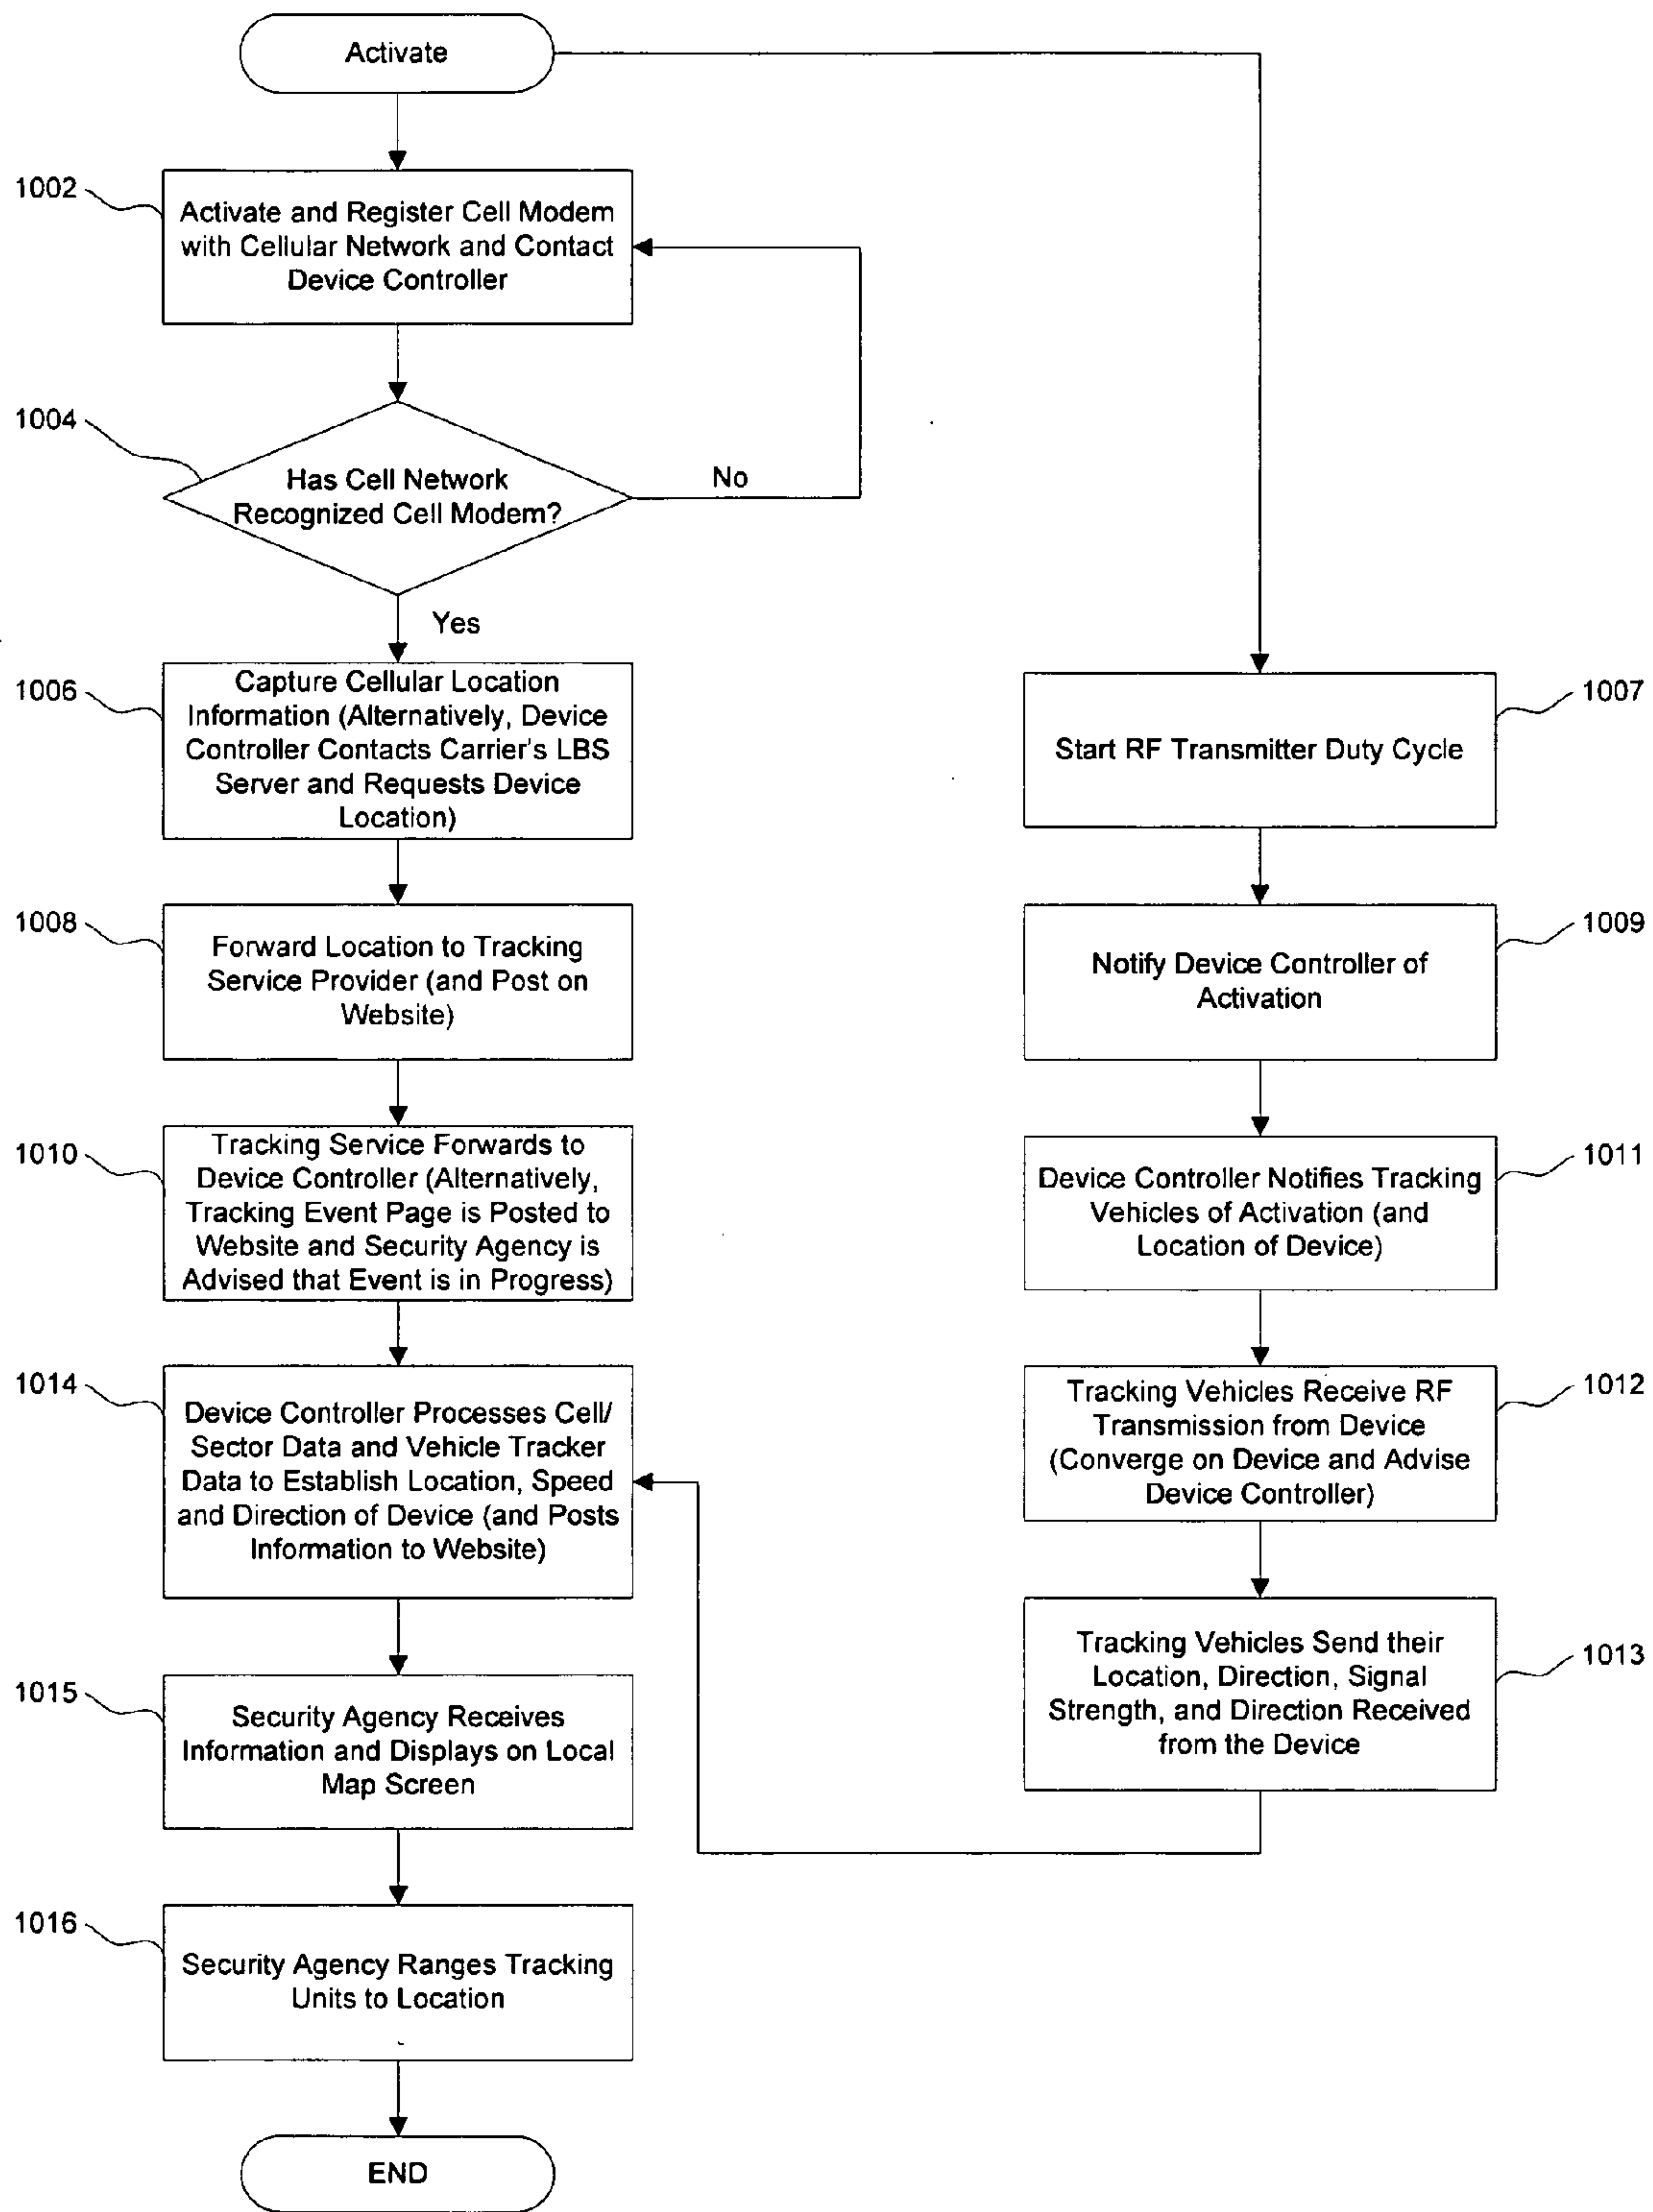 Activate
1002
Activate and Register Cell Modem
with Cellular Network and Contact
Device Controller
1004
Has Cell Network
Recognized Cell Modem?
No
Yes
1006
Capture Cellular Location
Information (Alternatively, Device
Controller Contacts Carrier's LBS
Server and Requests Device
Location)
1008
Forward Location to Tracking
Service Provider (and Post on
Website)
1010
Tracking Service Forwards to
Device Controller (Alternatively,
Tracking Event Page is Posted to
Website and Security Agency is
Advised that Event is in Progress)
1014
Device Controller Processes Cell/
Sector Data and Vehicle Tracker
Data to Establish Location, Speed
and Direction of Device (and Posts
Information to Website)
1015
Security Agency Receives
Information and Displays on Local
Map Screen
1016
Security Agency Ranges Tracking
Units to Location
END
1007
Start RF Transmitter Duty Cycle
1009
Notify Device Controller of
Activation
1011
Device Controller Notifies Tracking
Vehicles of Activation (and
Location of Device)
1012
Tracking Vehicles Receive RF
Transmission from Device
(Converge on Device and Advise
Device Controller)
1013
Tracking Vehicles Send their
Location, Direction, Signal
Strength, and Direction Received
from the Device